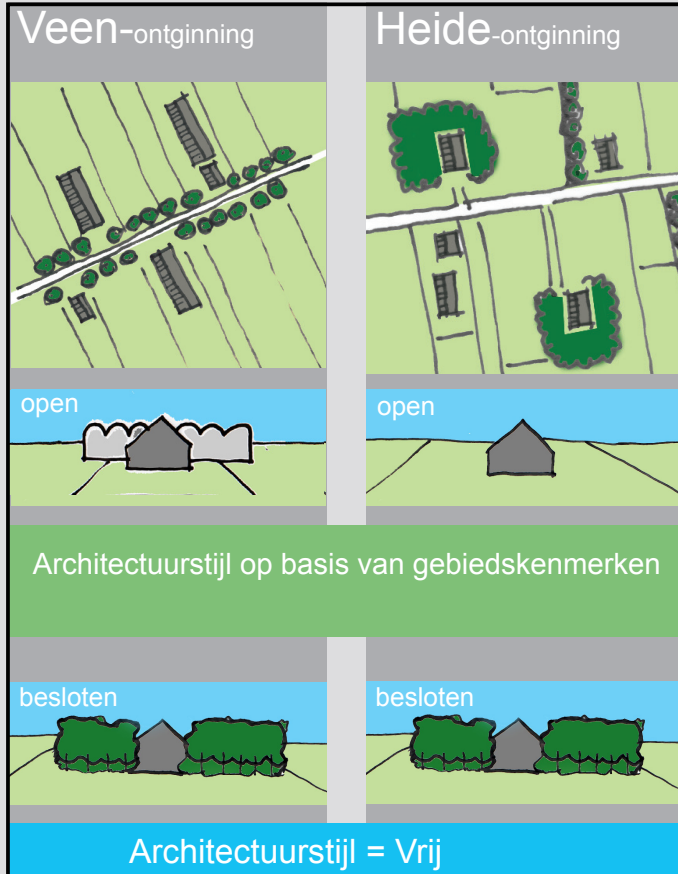 Veen-ontginning
Heide-ontginning
open
open
Architectuurstijl op basis van gebiedskenmerken
besloten
besloten
Architectuurstijl = Vrij